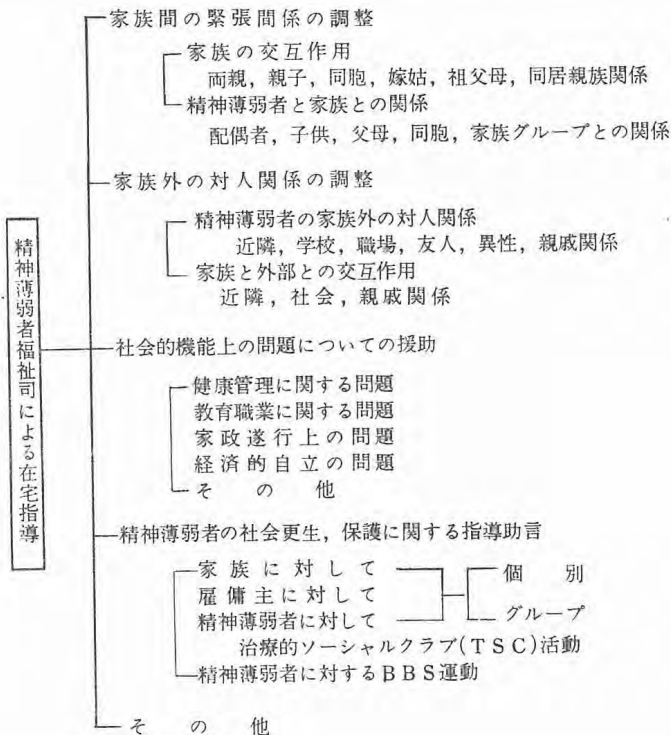 精神薄弱者福祉司による在宅指導
家族間の緊張関係の調整
家族の交互作用
両親，親子，同胞，嫁姑，祖父母，同居親族関係
精神薄弱者と家族との関係
配偶者，子供，父母，同胞，家族グループとの関係
家族外の対人関係の調整
精神薄弱者の家族外の対人関係
近隣，学校，職場，友人，異性，親戚関係
家族と外部との交互作用
近隣，社会，親戚関係
社会的機能上の問題についての援助
健康管理に関する問題
教育職業に関する問題
家政遂行上の問題
経済的自立の問題
その他
精神薄弱者の社会更生，保護に関する指導助言
家族に対して
雇傭主に対して
精神薄弱者に対して
個別
グループ
治療的ソーシャルクラブ(TSC)活動
精神薄弱者に対するBBS運動
その他